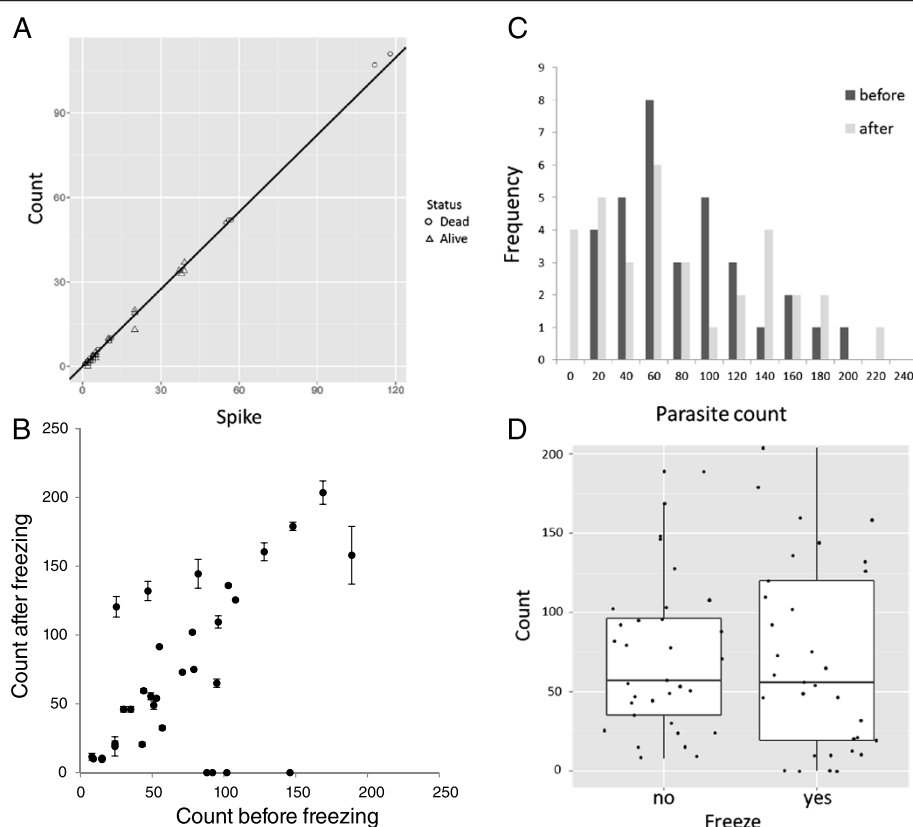 A
90
60
30
0
Count
0 30 60 90 120
Spike
Status
Dead
Alive
B
250
200
150
100
50
0
Count after freezing
0 50 100 150 200 250
Count before freezing
C
9
8
7
6
5
4
3
2
1
0
Frequency
before
after
0 20 40 60 80 100 120 140 160 180 200 220 240
Parasite count
D
200
150
100
50
0
Count
no yes
Freeze